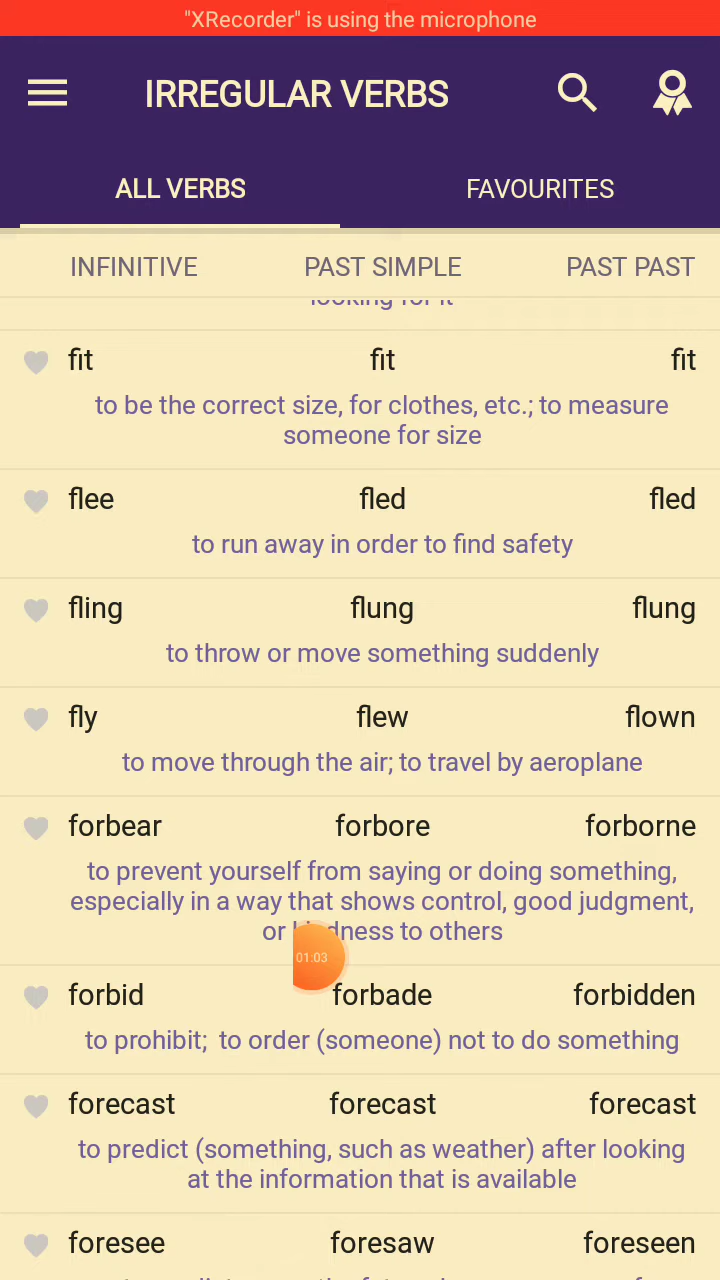 "XRecorder" is using the microphone
IRREGULAR VERBS
ALL VERBS FAVOURITES
INFINITIVE PAST SIMPLE PAST PAST
looking for it
fit fit fit
to be the correct size, for clothes, etc.; to measure
someone for size
flee fled fled
to run away in order to find safety
fling flung flung
to throw or move something suddenly
fly flew flown
to move through the air; to travel by aeroplane
forbear forbore forborne
to prevent yourself from saying or doing something,
especially in a way that shows control, good judgment,
or kindness to others
01:03
forbid forbade forbidden
to prohibit;  to order (someone) not to do something
forecast forecast forecast
to predict (something, such as weather) after looking
at the information that is available
foresee foresaw foreseen